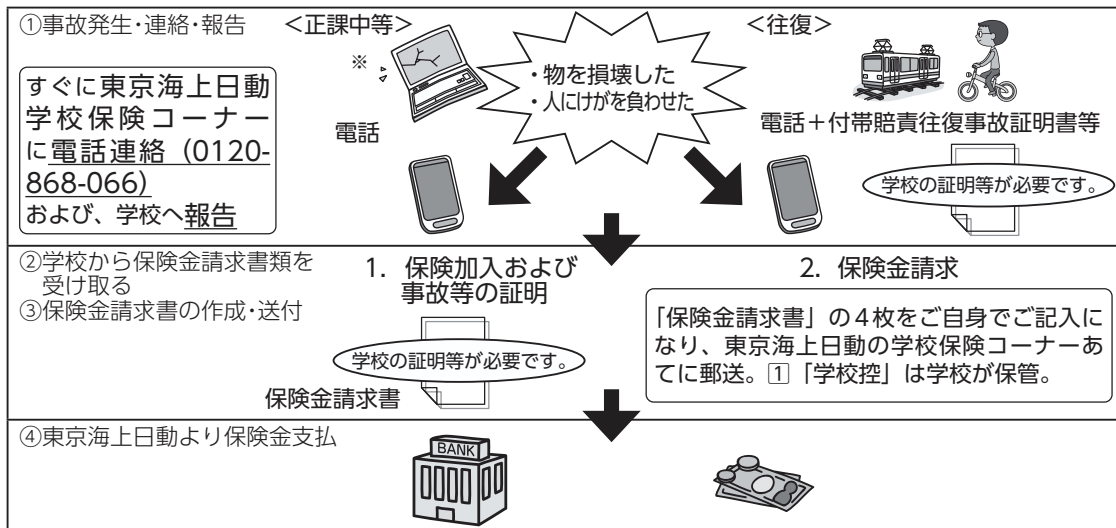 ①事故発生・連絡・報告
すぐに東京海上日動
学校保険コーナー
に電話連絡（0120-
868-066）
および、学校へ報告
＜正課中等＞
※
電話
・物を損壊した
・人にけがを負わせた
＜往復＞
電話＋付帯賠責往復事故証明書等
学校の証明等が必要です。
②学校から保険金請求書類を
受け取る
③保険金請求書の作成・送付
1．保険加入および
事故等の証明
学校の証明等が必要です。
保険金請求書
2．保険金請求
「保険金請求書」の4枚をご自身でご記入に
なり、東京海上日動の学校保険コーナーあ
てに郵送。1「学校控」は学校が保管。
④東京海上日動より保険金支払
BANK